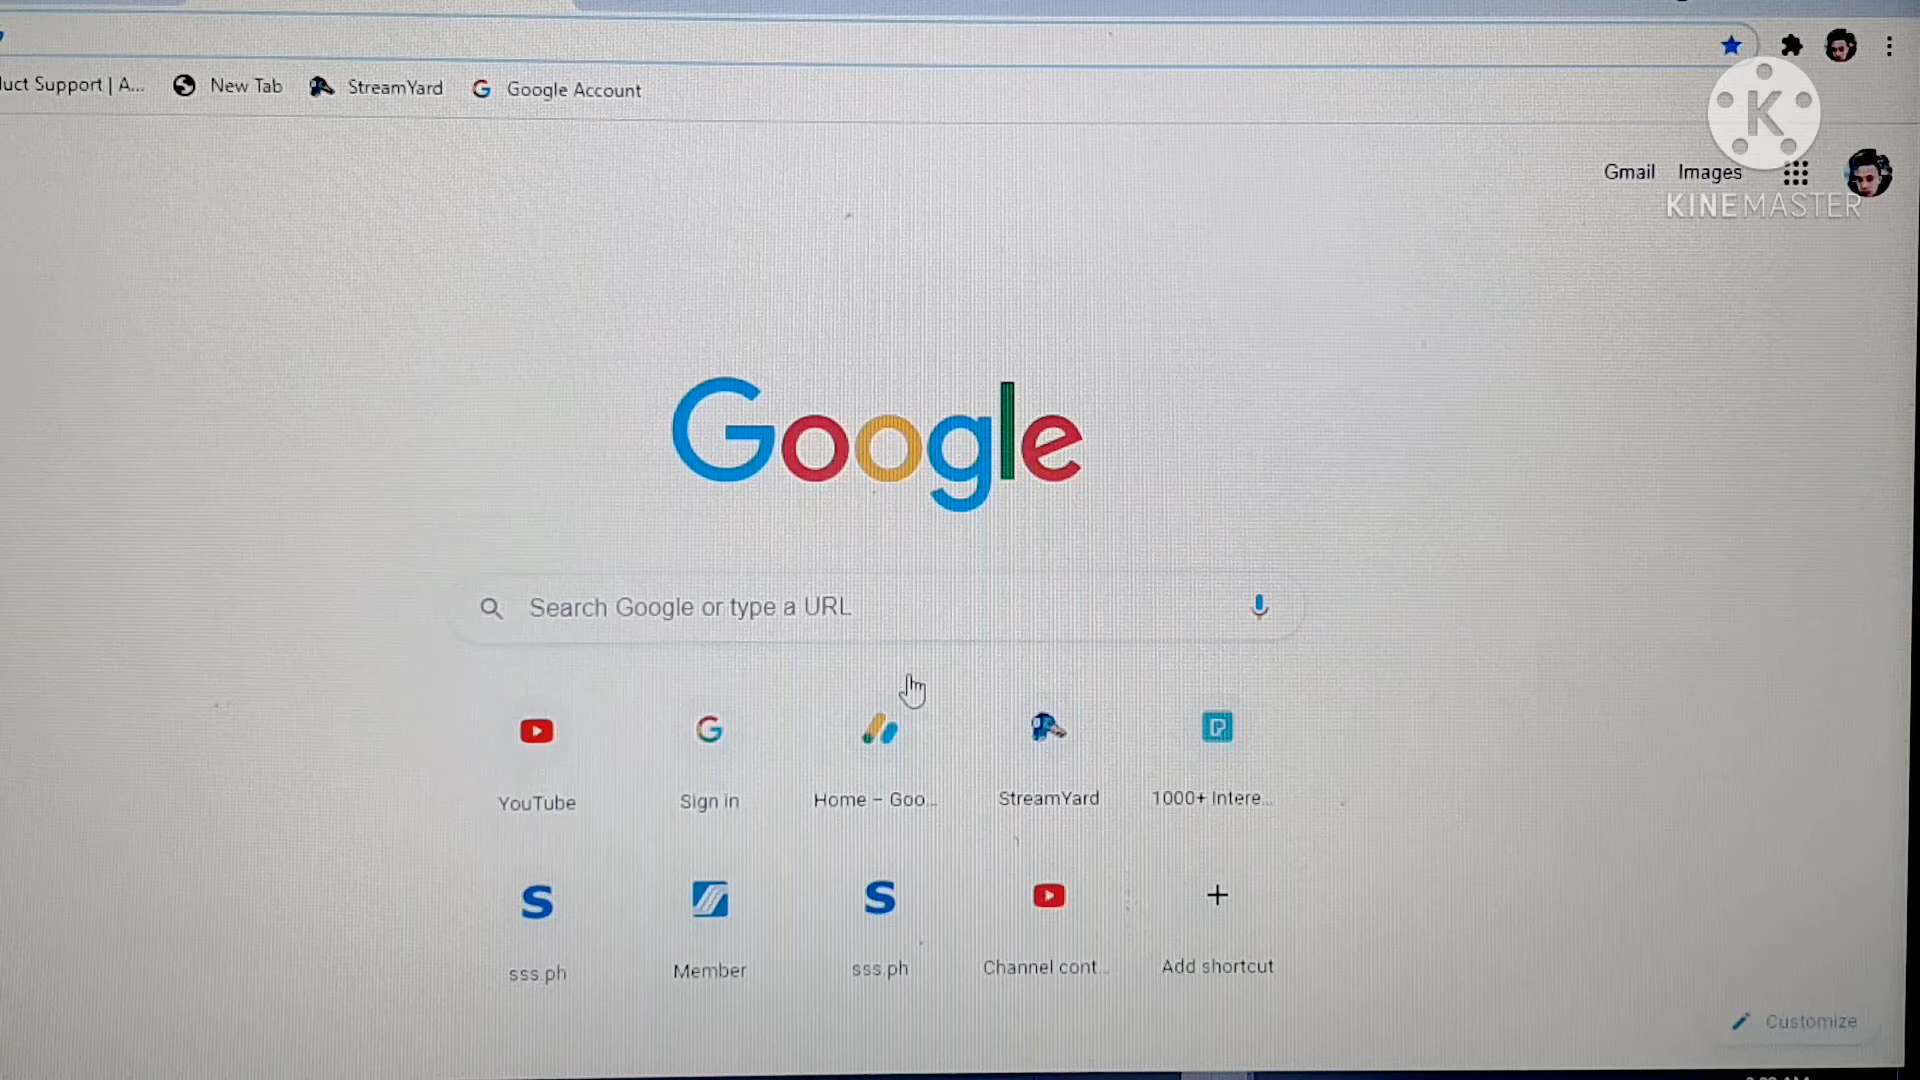 uct Support | A... New Tab StreamYard Google Account
K
Gmail Images
KINEMASTER
Google
Search Google or type a URL
YouTube Sign in Home – Goo... StreamYard 1000+ Intere...
sss.ph Member sss.ph Channel cont... Add shortcut
Customize